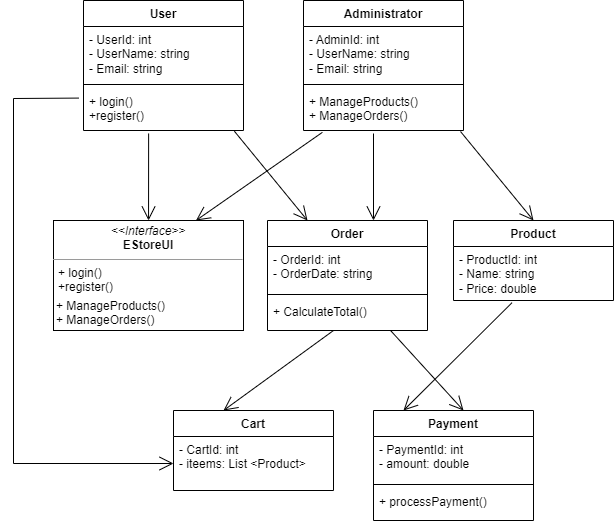 User
- UserId: int
- UserName: string
- Email: string
+ login()
+register()
Administrator
- AdminId: int
- UserName: string
- Email: string
+ ManageProducts()
+ ManageOrders()
<<Interface>>
EStoreUI
+ login()
+register()
+ ManageProducts()
+ ManageOrders()
Order
- OrderId: int
- OrderDate: string
+ CalculateTotal()
Product
- ProductId: int
- Name: string
- Price: double
Cart
- CartId: int
- iteems: List <Product>
Payment
- PaymentId: int
- amount: double
+ processPayment()